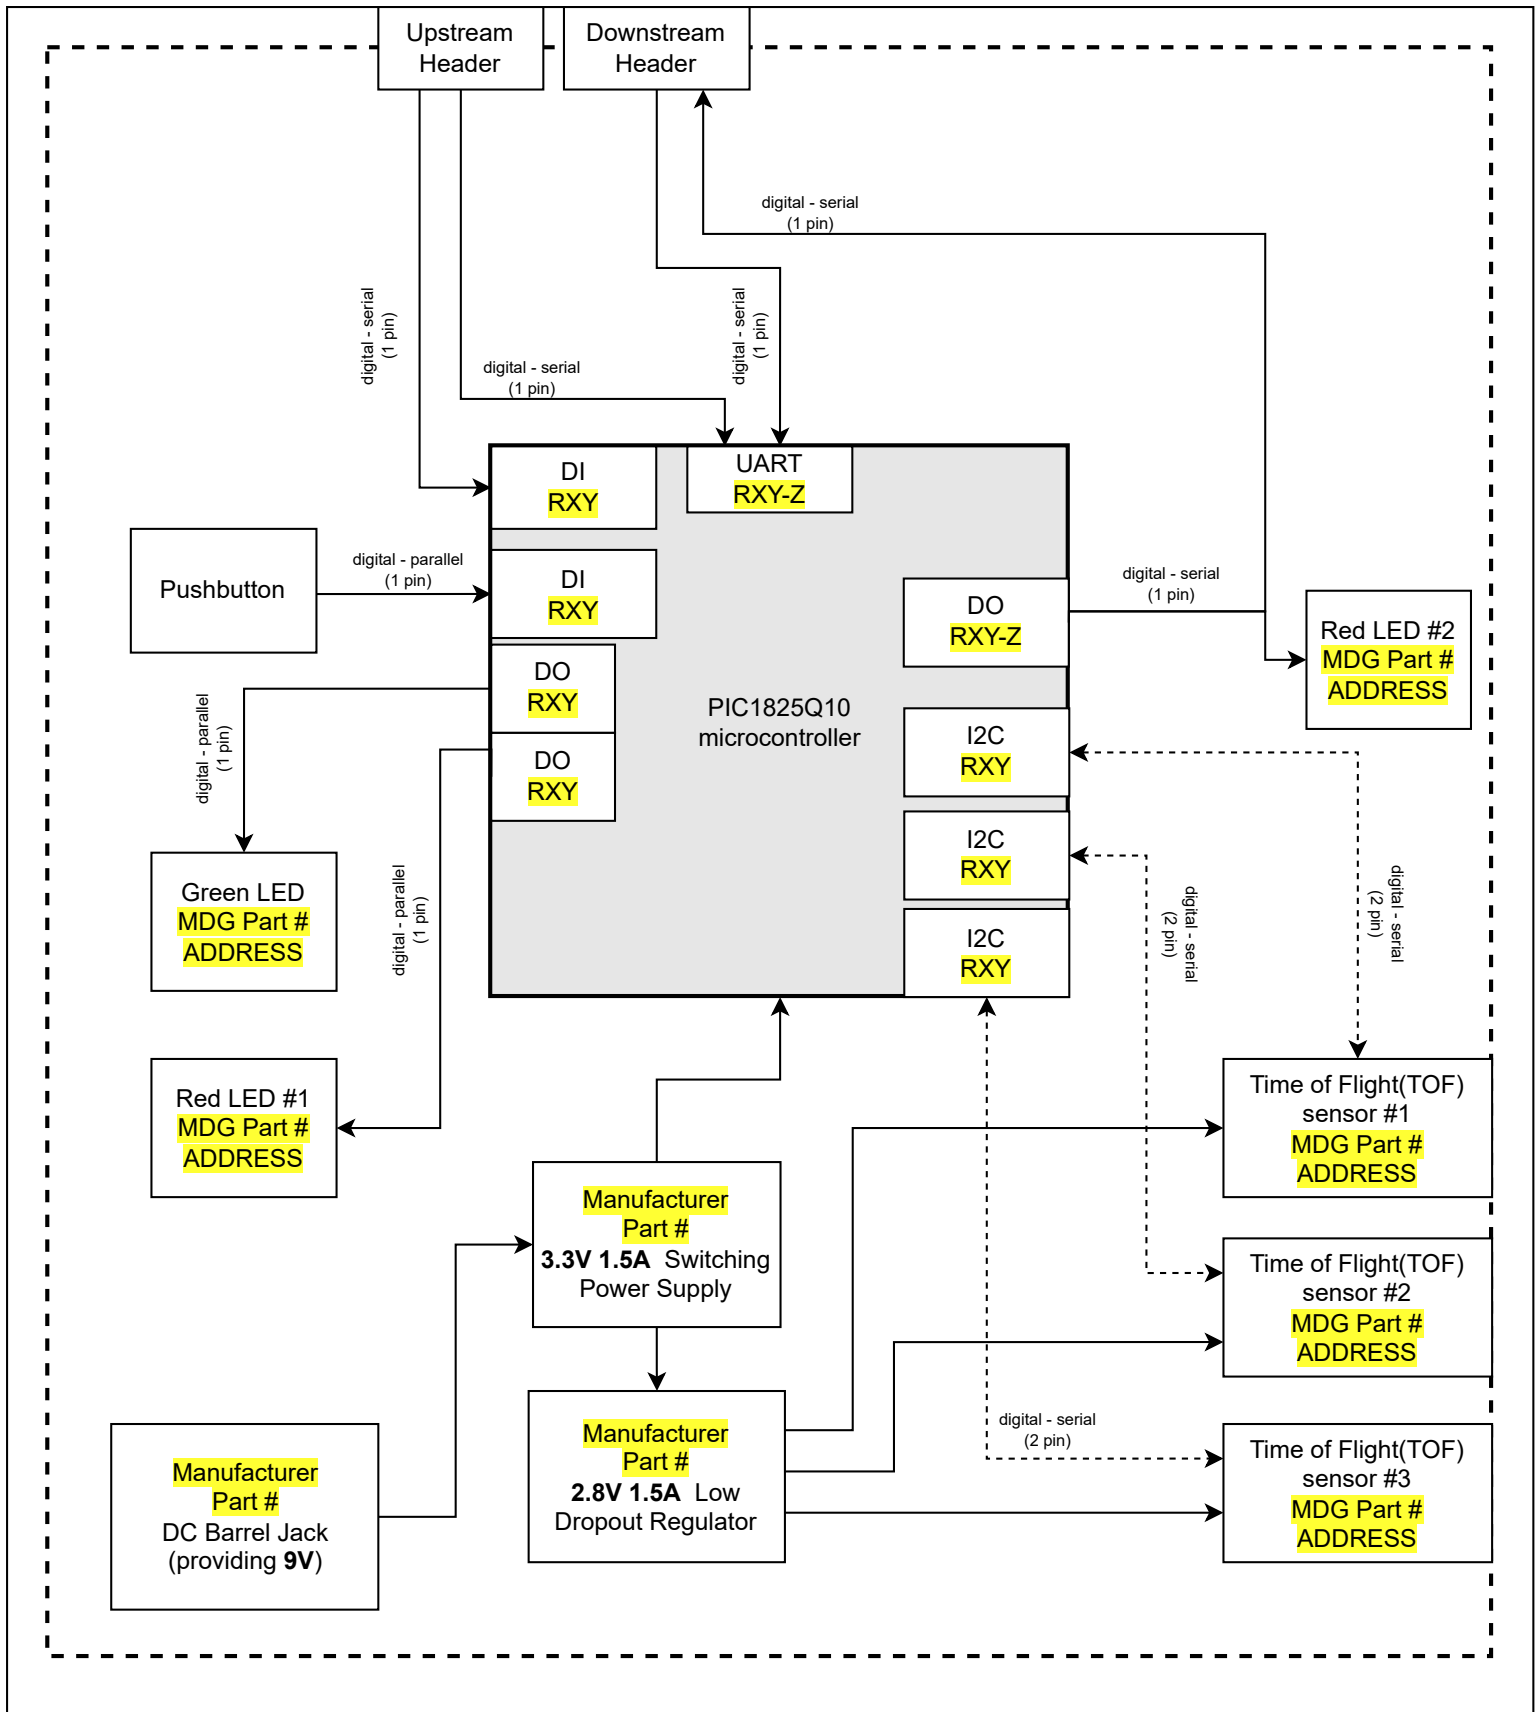 Upstream
Header
Downstream
Header
digital - serial
(1 pin)
digital - serial
(1 pin)
digital - serial
(1 pin)
digital - serial
(1 pin)
DI
RXY
UART
RXY-Z
Pushbutton
digital - parallel
(1 pin)
DI
RXY
DO
RXY-Z
digital - serial
(1 pin)
Red LED #2
MDG Part #
ADDRESS
DO
RXY
digital - parallel
(1 pin)
PIC1825Q10
microcontroller
DO
RXY
I2C
RXY
I2C
RXY
I2C
RXY
Green LED
MDG Part #
ADDRESS
digital - parallel
(1 pin)
digital - serial
(2 pin)
digital - serial
(2 pin)
Red LED #1
MDG Part #
ADDRESS
Time of Flight(TOF)
sensor #1
MDG Part #
ADDRESS
Manufacturer
Part #
3.3V 1.5A Switching
Power Supply
Time of Flight(TOF)
sensor #2
MDG Part #
ADDRESS
Manufacturer
Part #
2.8V 1.5A Low
Dropout Regulator
digital - serial
(2 pin)
Time of Flight(TOF)
sensor #3
MDG Part #
ADDRESS
Manufacturer
Part #
DC Barrel Jack
(providing 9V)